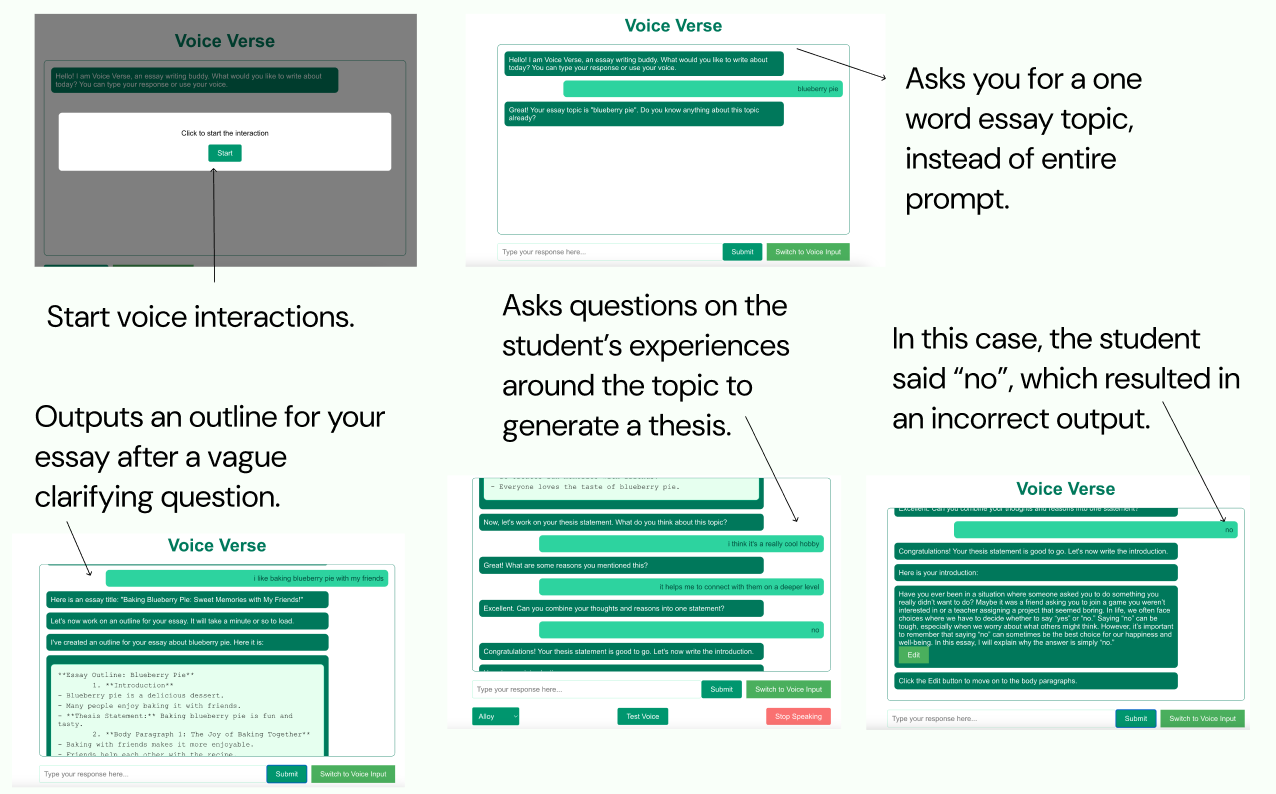 Voice Verse
Hello! I am Voice Verse, an essay writing buddy. What would you like to write about
today? You can type your response or use your voice.
Click to start the interaction
Start
Start voice interactions.
Voice Verse
Hello! I am Voice Verse, an essay writing buddy. What would you like to write about
today? You can type your response or use your voice.
blueberry pie
Great! Your essay topic is "blueberry pie". Do you know anything about this topic
already?
Type your response here...
Submit
Switch to Voice Input
Asks you for a one
word essay topic,
instead of entire
prompt.
Outputs an outline for your
essay after a vague
clarifying question.
Voice Verse
i like baking blueberry pie with my friends
Here is an essay title: "Baking Blueberry Pie: Sweet Memories with My Friends!"
Let's now work on an outline for your essay. It will take a minute or so to load.
I've created an outline for your essay about blueberry pie. Here it is:
**Essay Outline: Blueberry Pie**
1. **Introduction**
- Blueberry pie is a delicious dessert.
- Many people enjoy baking it with friends.
- **Thesis Statement:** Baking blueberry pie is fun and
tasty.
2. **Body Paragraph 1: The Joy of Baking Together**
- Baking with friends makes it more enjoyable.
- Friends help each other with the recipe.
Type your response here...
Submit
Switch to Voice Input
Asks questions on the
student’s experiences
around the topic to
generate a thesis.
- Everyone loves the taste of blueberry pie.
Now, let's work on your thesis statement. What do you think about this topic?
i think it's a really cool hobby
Great! What are some reasons you mentioned this?
it helps me to connect with them on a deeper level
Excellent. Can you combine your thoughts and reasons into one statement?
no
Congratulations! Your thesis statement is good to go. Let's now write the introduction.
Type your response here...
Submit
Switch to Voice Input
Alloy
Test Voice
Stop Speaking
In this case, the student
said “no”, which resulted in
an incorrect output.
Voice Verse
Excellent. Can you combine your thoughts and reasons into one statement?
no
Congratulations! Your thesis statement is good to go. Let's now write the introduction.
Here is your introduction:
Have you ever been in a situation where someone asked you to do something you
really didn't want to do? Maybe it was a friend asking you to join a game you weren't
interested in or a teacher assigning a project that seemed boring. In life, we often face
choices where we have to decide whether to say "yes" or "no." Saying "no" can be
tough, especially when we worry about what others might think. However, it's important
to remember that saying "no" can sometimes be the best choice for our happiness and
well-being. In this essay, I will explain why the answer is simply "no."
Edit
Click the Edit button to move on to the body paragraphs.
Type your response here...
Submit
Switch to Voice Input